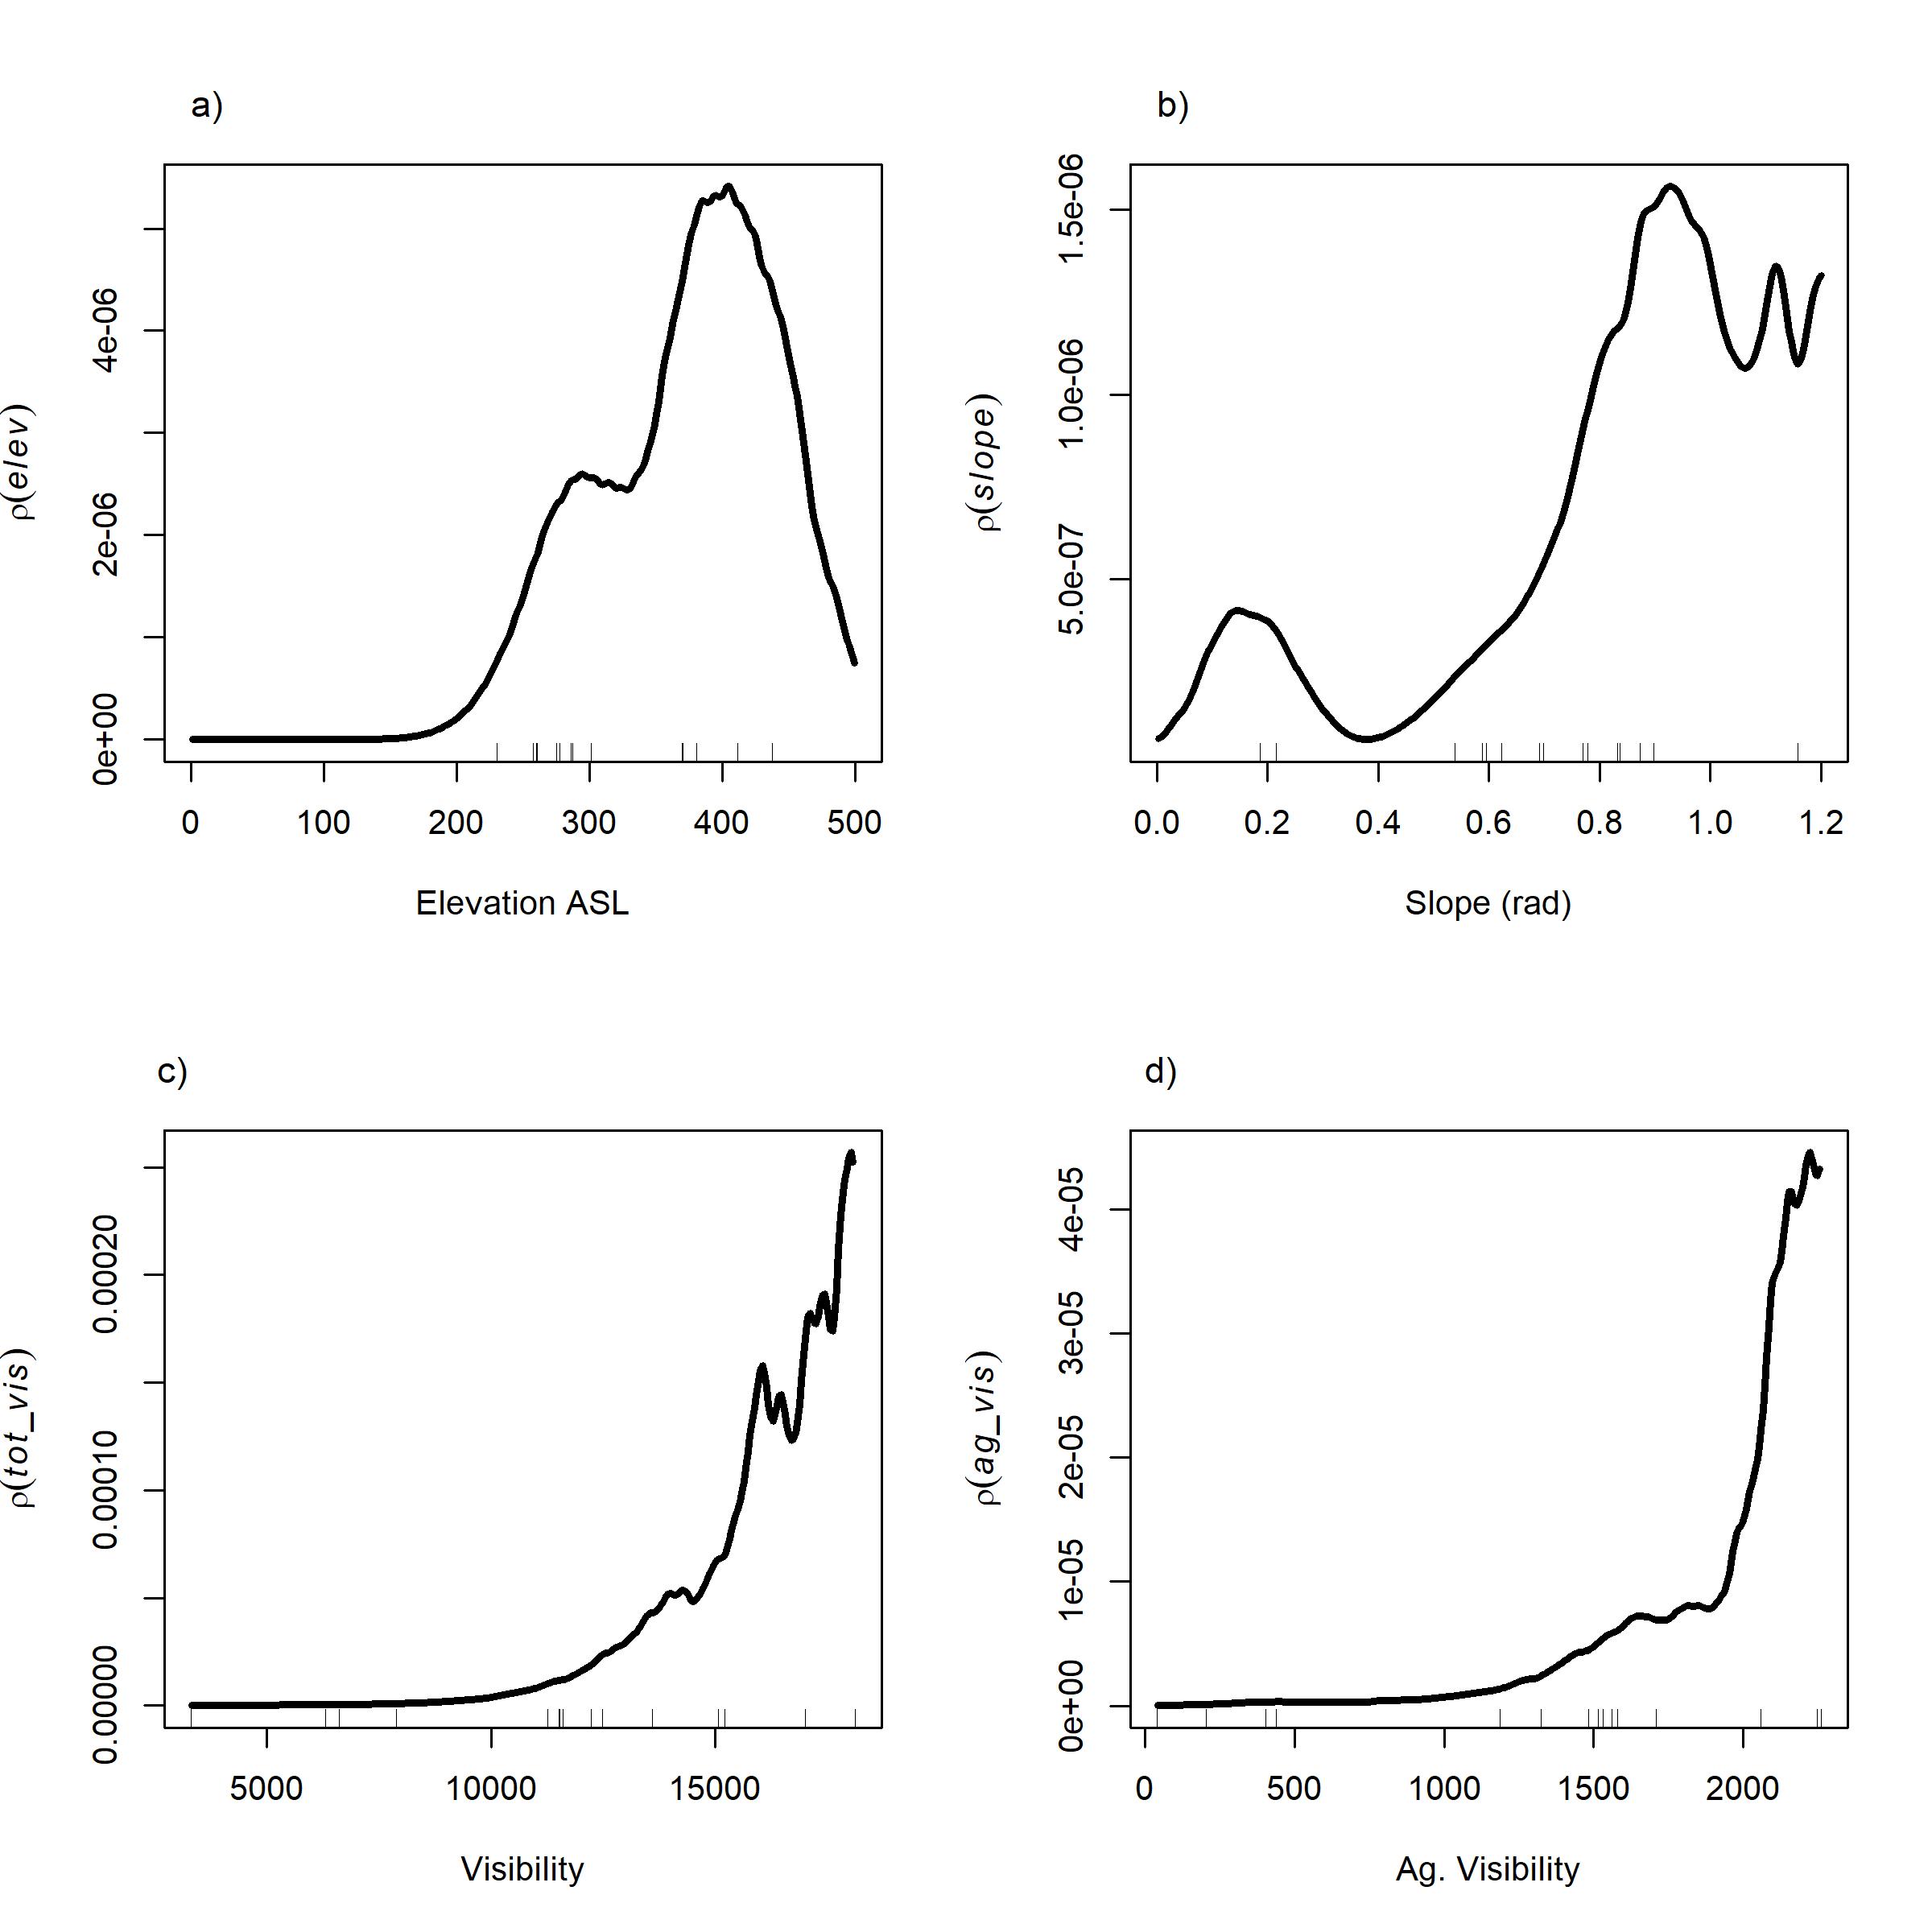 a)
ρ(elev)
0e+00 2e-06 4e-06
0 100 200 300 400 500
Elevation ASL
b)
ρ(slope)
5.0e-07 1.0e-06 1.5e-06
0.0 0.2 0.4 0.6 0.8 1.0 1.2
Slope (rad)
c)
ρ(tot_vis)
0.00000 0.00010 0.00020
5000 10000 15000
Visibility
d)
ρ(ag_vis)
0e+00 1e-05 2e-05 3e-05 4e-05
0 500 1000 1500 2000
Ag. Visibility